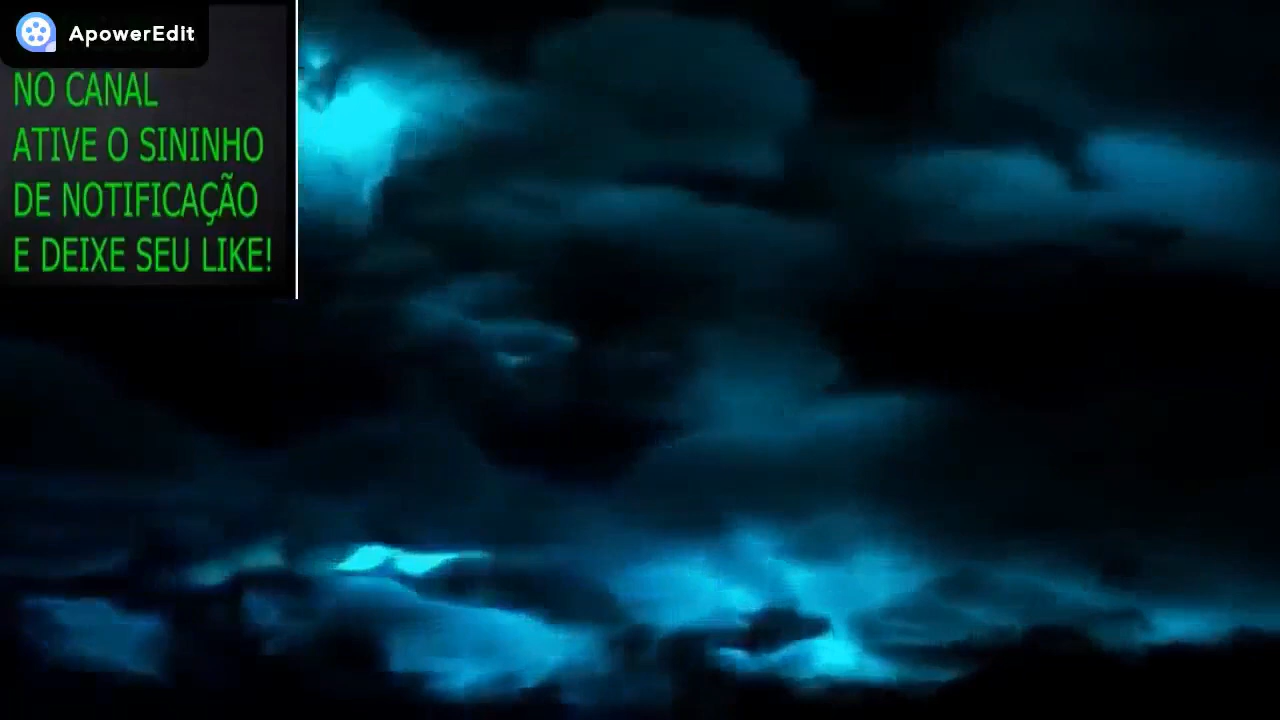 ApowerEdit
NO CANAL
ATIVE O SININHO
DE NOTIFICAÇÃO
E DEIXE SEU LIKE!